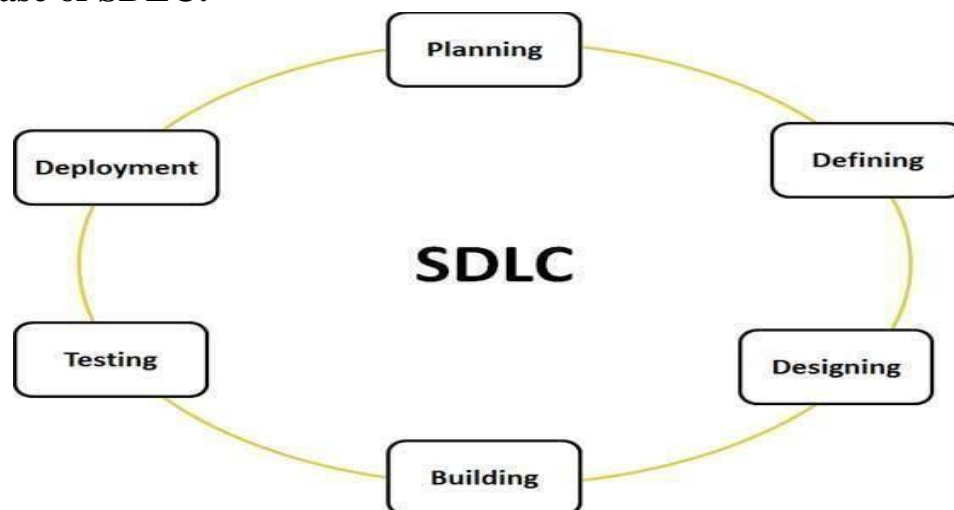 Planning
Defining
Designing
Building
Testing
Deployment
SDLC